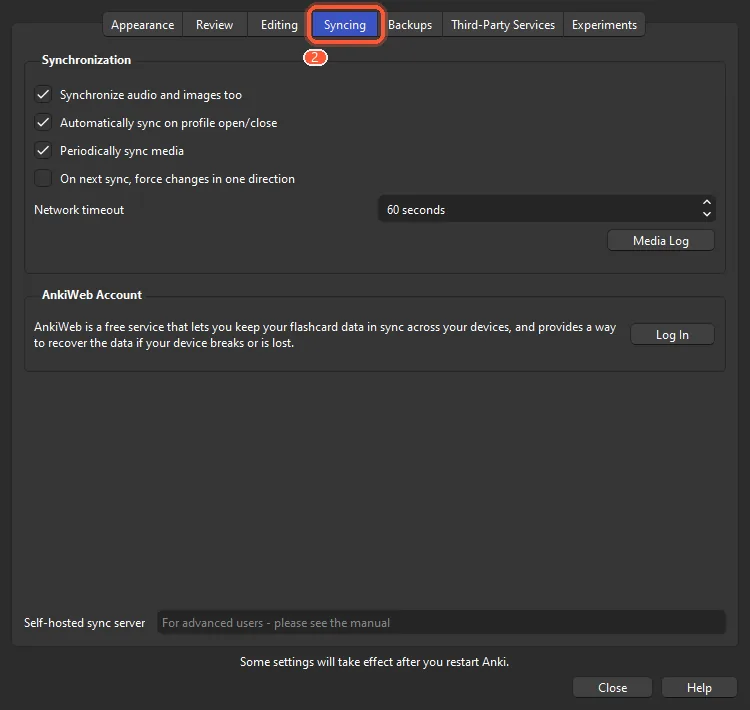 Appearance Review Editing Syncing Backups Third-Party Services Experiments
2
Synchronization
Synchronize audio and images too
Automatically sync on profile open/close
Periodically sync media
On next sync, force changes in one direction
Network timeout 60 seconds
Media Log
AnkiWeb Account
AnkiWeb is a free service that lets you keep your flashcard data in sync across your devices, and provides a way
to recover the data if your device breaks or is lost.
Log In
Self-hosted sync server For advanced users - please see the manual
Some settings will take effect after you restart Anki.
Close Help